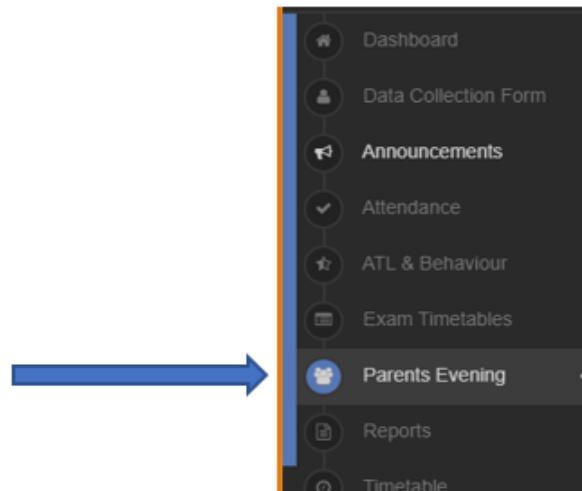 Dashboard
Data Collection Form
Announcements
Attendance
ATL & Behaviour
Exam Timetables
Parents Evening
Reports
Timetable